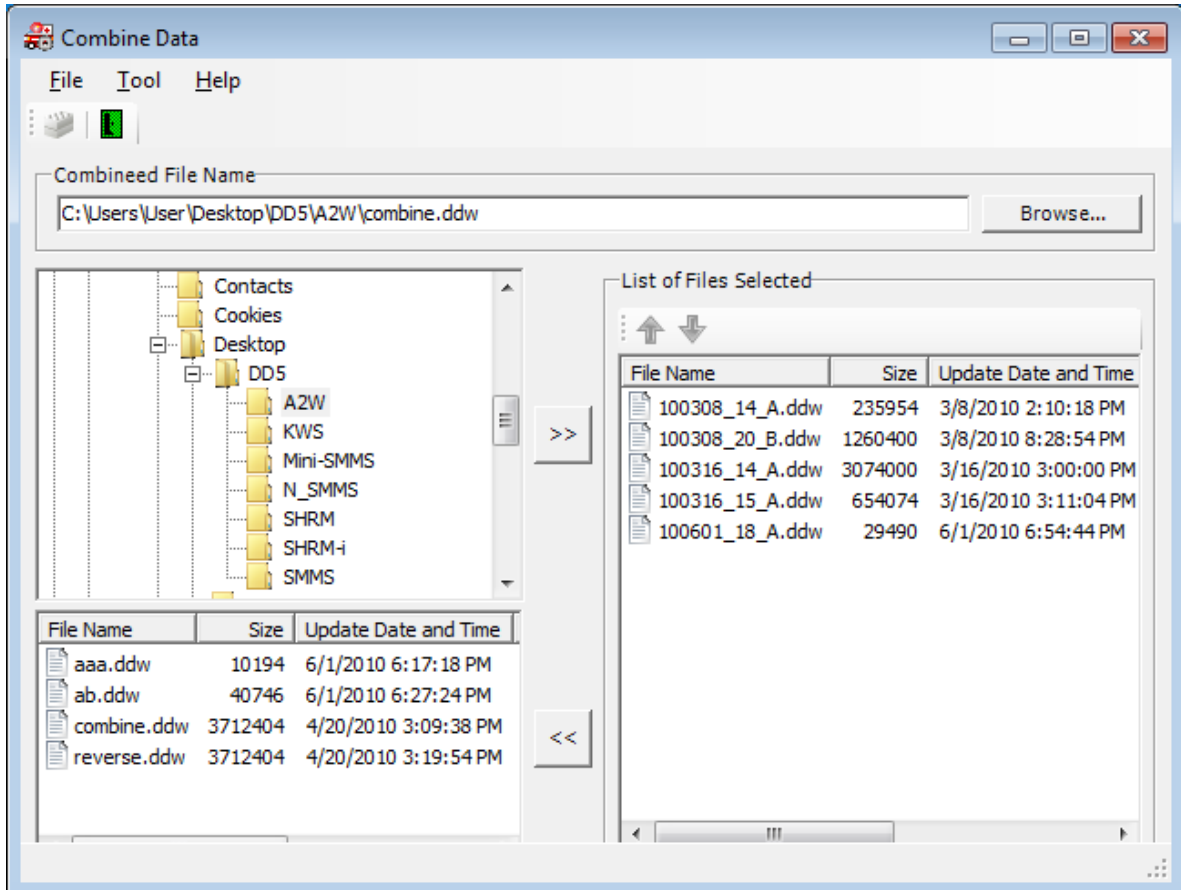 Combine Data
File Tool Help
Combineed File Name
C:\Users\User\Desktop\DD5\A2W\combine.ddw
Browse...
Contacts
Cookies
Desktop
DD5
A2W
KWS
Mini-SMMS
N_SMMS
SHRM
SHRM-i
SMMS
File Name Size Update Date and Time
aaa.ddw 10194 6/1/2010 6:17:18 PM
ab.ddw 40746 6/1/2010 6:27:24 PM
combine.ddw 3712404 4/20/2010 3:09:38 PM
reverse.ddw 3712404 4/20/2010 3:19:54 PM
>>
<<
List of Files Selected
File Name Size Update Date and Time
100308_14_A.ddw 235954 3/8/2010 2:10:18 PM
100308_20_B.ddw 1260400 3/8/2010 8:28:54 PM
100316_14_A.ddw 3074000 3/16/2010 3:00:00 PM
100316_15_A.ddw 654074 3/16/2010 3:11:04 PM
100601_18_A.ddw 29490 6/1/2010 6:54:44 PM